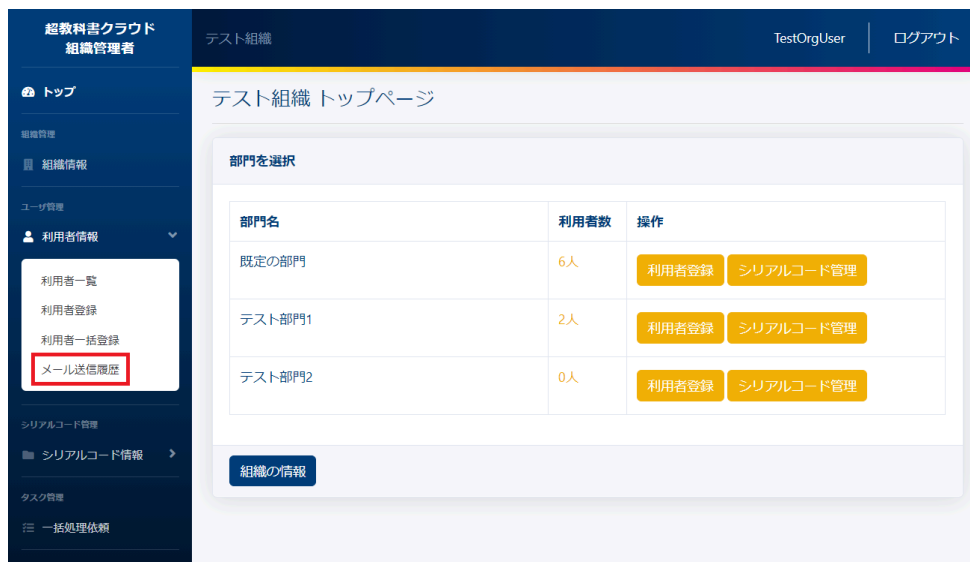 超教科書クラウド
組織管理者
テスト組織
TestOrgUser
ログアウト
トップ
組織管理
組織情報
ユーザ管理
利用者情報
利用者一覧
利用者登録
利用者一括登録
メール送信履歴
シリアルコード管理
シリアルコード情報
タスク管理
一括処理依頼
テスト組織 トップページ
部門を選択
部門名 利用者数 操作
既定の部門 6人 利用者登録 シリアルコード管理
テスト部門1 2人 利用者登録 シリアルコード管理
テスト部門2 0人 利用者登録 シリアルコード管理
組織の情報